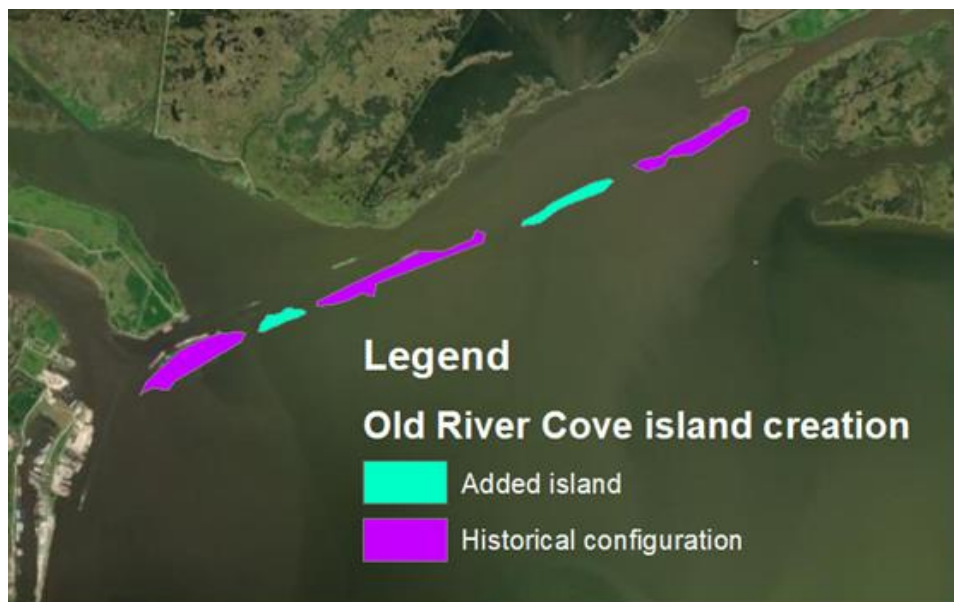 Legend
Old River Cove island creation
Added island
Historical configuration